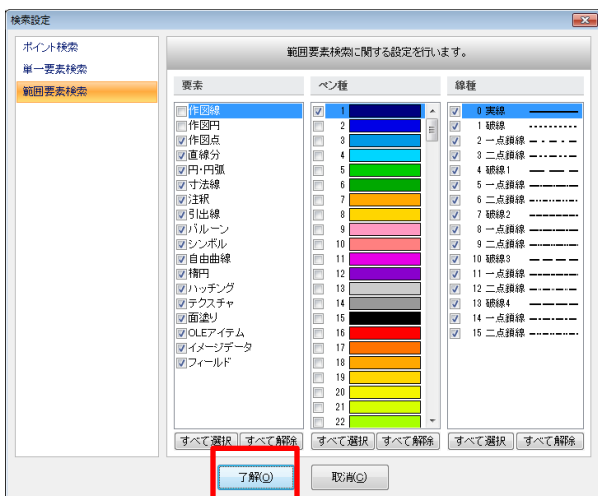 検索設定
ポイント検索
単一要素検索
範囲要素検索
範囲要素検索に関する設定を行います。
要素
作図線
作図円
作図点
直線分
円・円弧
寸法線
注釈
引出線
バルーン
シンボル
自由曲線
楕円
ハッチング
テクスチャ
面塗り
OLEアイテム
イメージデータ
フィールド
すべて選択 すべて解除
ペン種
1
2
3
4
5
6
7
8
9
10
11
12
13
14
15
16
17
18
19
20
21
22
すべて選択 すべて解除
線種
0 実線
1 破線
2 一点鎖線
3 二点鎖線
4 破線1
5 一点鎖線
6 二点鎖線
7 破線2
8 一点鎖線
9 二点鎖線
10 破線3
11 一点鎖線
12 二点鎖線
13 破線4
14 一点鎖線
15 二点鎖線
すべて選択 すべて解除
了解(O)
取消(C)